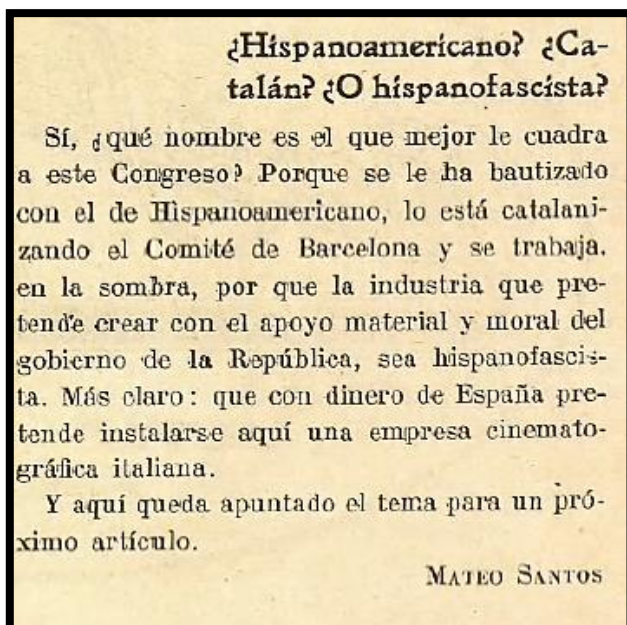 ¿Hispanoamericano? ¿Ca-
talán? ¿O hispanofascista?
Sí, ¿qué nombre es el que mejor le cuadra
a este Congreso? Porque se le ha bautizado
con el de Hispanoamericano, lo está catalani-
zando el Comité de Barcelona y se trabaja.
en la sombra, por que la industria que pre-
tende crear con el apoyo material y moral del
gobierno de la República, sea hispanofascis-
ta. Más claro: que con dinero de España pre-
tende instalarse aquí una empresa cinemato-
gráfica italiana.
Y aquí queda apuntado el tema para un pró-
ximo artículo.
MATEO SANTOS